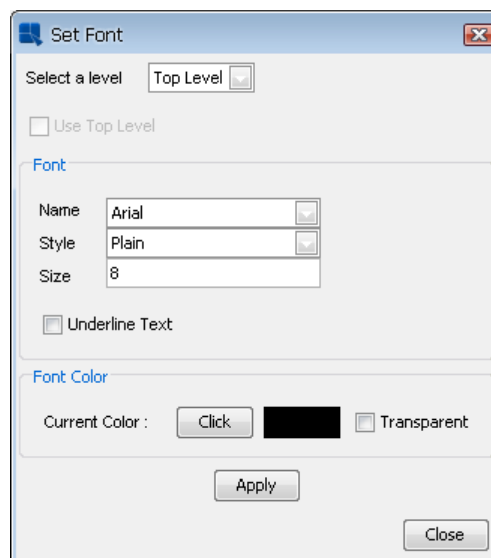 Set Font
Select a level Top Level
Use Top Level
Font
Name Arial
Style Plain
Size 8
Underline Text
Font Color
Current Color : Click Transparent
Apply
Close